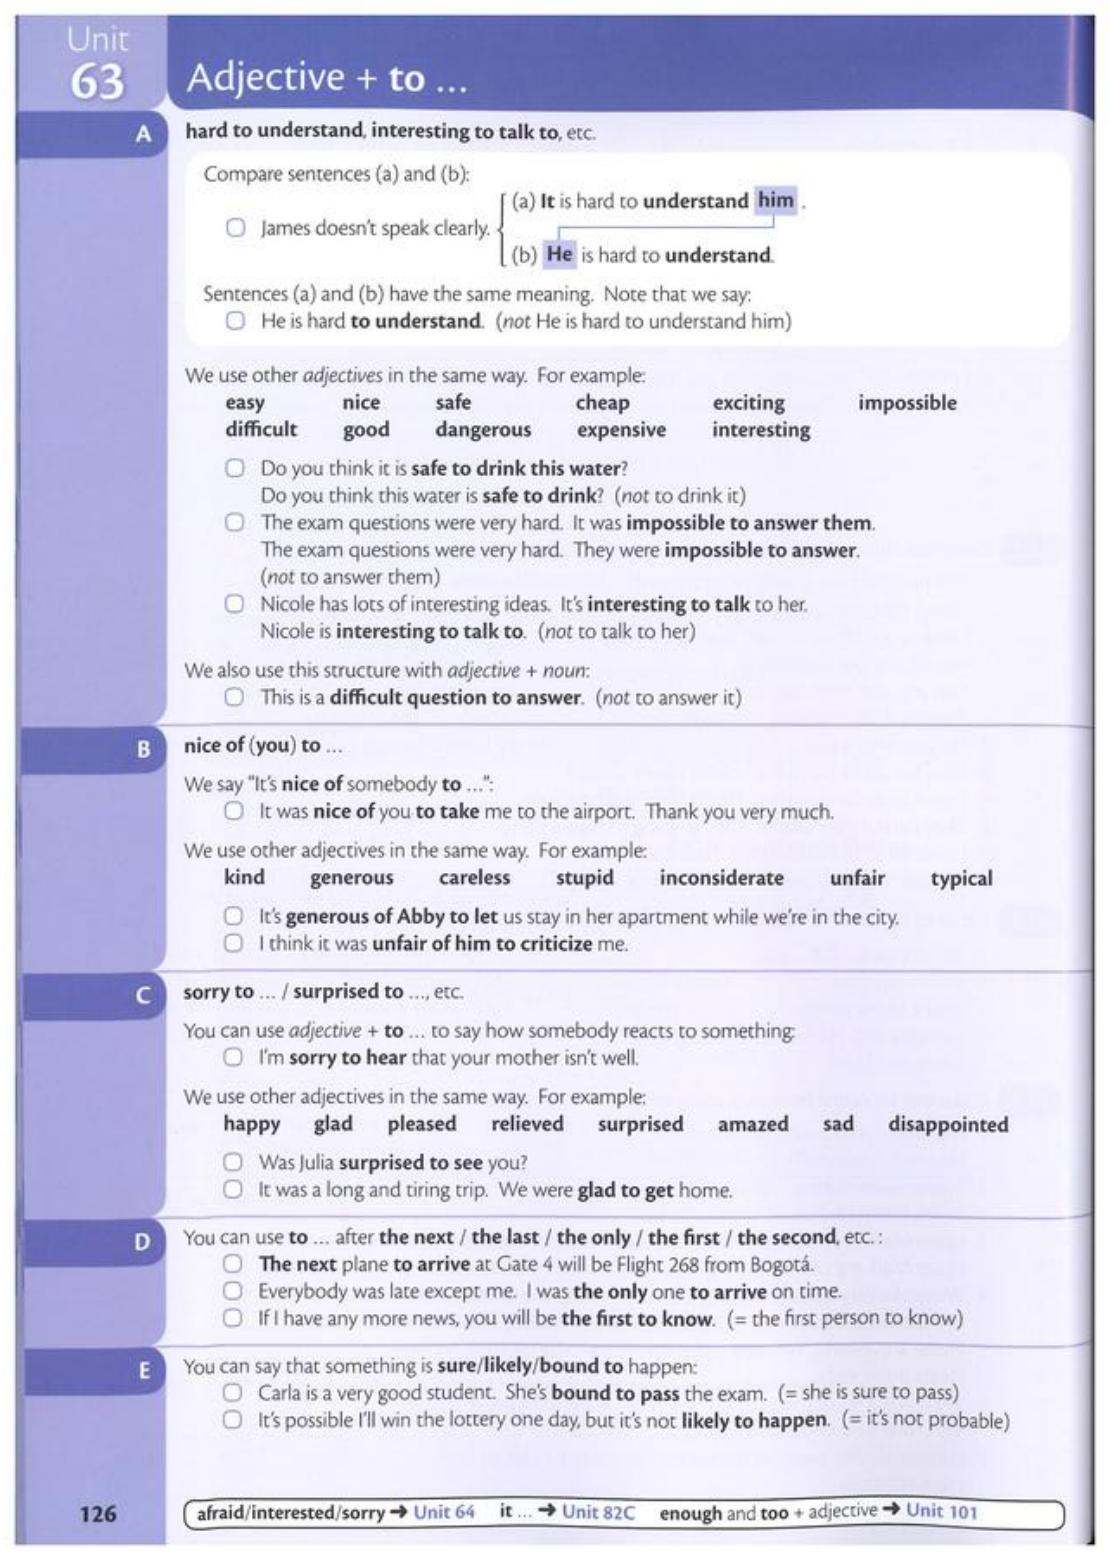 Unit
63
Adjective + to ...
A
hard to understand, interesting to talk to, etc.
Compare sentences (a) and (b):
(a) It is hard to understand him .
James doesn't speak clearly.
(b) He is hard to understand.
Sentences (a) and (b) have the same meaning. Note that we say:
He is hard to understand. (not He is hard to understand him)
We use other adjectives in the same way. For example:
easy nice safe cheap exciting impossible
difficult good dangerous expensive interesting
Do you think it is safe to drink this water?
Do you think this water is safe to drink? (not to drink it)
The exam questions were very hard. It was impossible to answer them.
The exam questions were very hard. They were impossible to answer.
(not to answer them)
Nicole has lots of interesting ideas. It's interesting to talk to her.
Nicole is interesting to talk to. (not to talk to her)
We also use this structure with adjective + noun:
This is a difficult question to answer. (not to answer it)
B
nice of (you) to ...
We say "It's nice of somebody to ...":
It was nice of you to take me to the airport. Thank you very much.
We use other adjectives in the same way. For example:
kind generous careless stupid inconsiderate unfair typical
It's generous of Abby to let us stay in her apartment while we're in the city.
I think it was unfair of him to criticize me.
C
sorry to ... / surprised to ..., etc.
You can use adjective + to ... to say how somebody reacts to something:
I'm sorry to hear that your mother isn't well.
We use other adjectives in the same way. For example:
happy glad pleased relieved surprised amazed sad disappointed
Was Julia surprised to see you?
It was a long and tiring trip. We were glad to get home.
D
You can use to ... after the next / the last / the only / the first / the second, etc. :
The next plane to arrive at Gate 4 will be Flight 268 from Bogotá.
Everybody was late except me. I was the only one to arrive on time.
If I have any more news, you will be the first to know. (= the first person to know)
E
You can say that something is sure/likely/bound to happen:
Carla is a very good student. She's bound to pass the exam. (= she is sure to pass)
It's possible I'll win the lottery one day, but it's not likely to happen. (= it's not probable)
126
afraid/interested/sorry ➜ Unit 64 it ... ➜ Unit 82C enough and too + adjective ➜ Unit 101